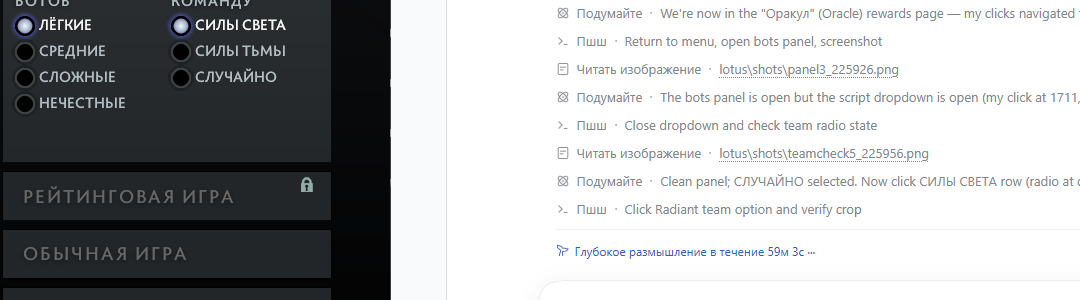 БОТОВ
КОМАНДУ
ЛЁГКИЕ
СИЛЫ СВЕТА
СРЕДНИЕ
СИЛЫ ТЬМЫ
СЛОЖНЫЕ
СЛУЧАЙНО
НЕЧЕСТНЫЕ
РЕЙТИНГОВАЯ ИГРА
ОБЫЧНАЯ ИГРА
Подумайте · We're now in the "Оракул" (Oracle) rewards page — my clicks navigated
Пшш · Return to menu, open bots panel, screenshot
Читать изображение · lotus\shots\panel3_225926.png
Подумайте · The bots panel is open but the script dropdown is open (my click at 1711,
Пшш · Close dropdown and check team radio state
Читать изображение · lotus\shots\teamcheck5_225956.png
Подумайте · Clean panel; СЛУЧАЙНО selected. Now click СИЛЫ СВЕТА row (radio at
Пшш · Click Radiant team option and verify crop
Глубокое размышление в течение 59м 3с ···